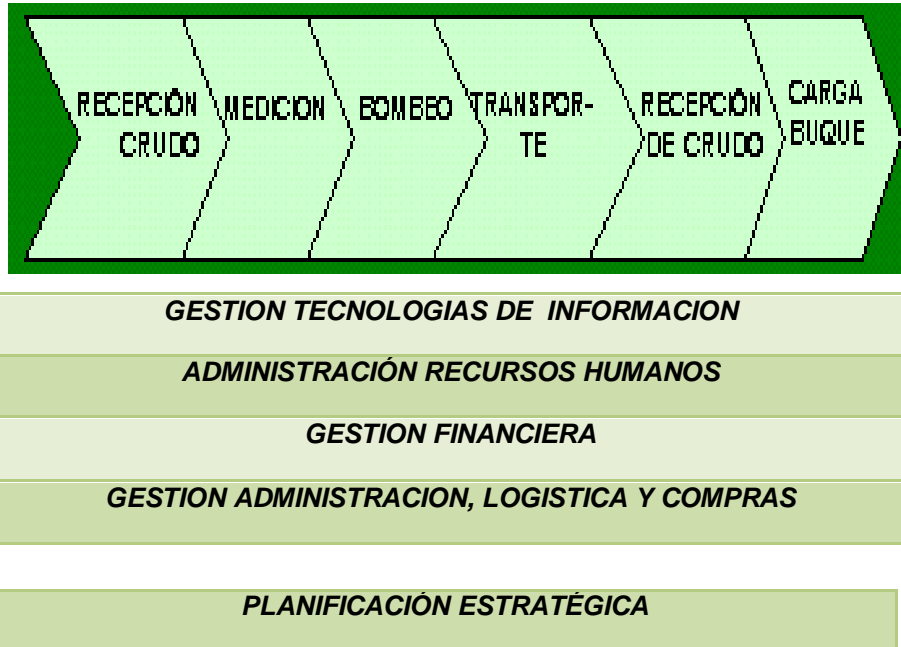 RECEPCIÓN
CRUDO
MEDICION
BOMBEO
TRANSPOR-
TE
RECEPCIÓN
DE CRUDO
CARGA
BUQUE
GESTION TECNOLOGIAS DE INFORMACION
ADMINISTRACIÓN RECURSOS HUMANOS
GESTION FINANCIERA
GESTION ADMINISTRACION, LOGISTICA Y COMPRAS
PLANIFICACIÓN ESTRATÉGICA